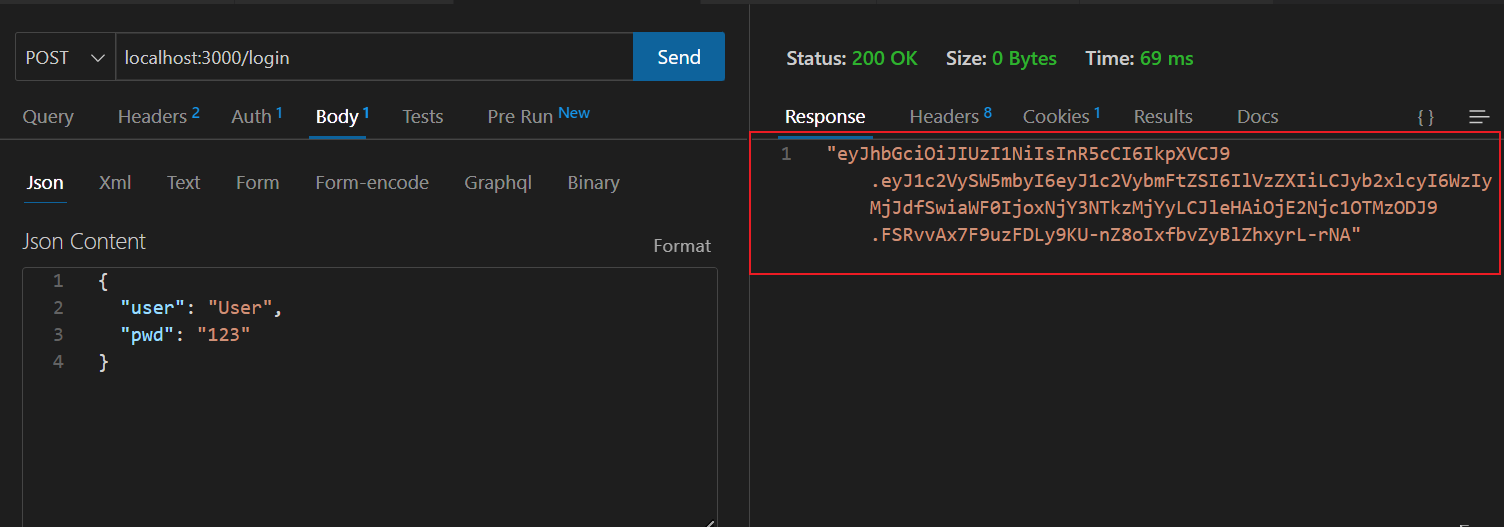 POST localhost:3000/login Send
Status: 200 OK Size: 0 Bytes Time: 69 ms
Query Headers 2 Auth 1 Body 1 Tests Pre Run New
Response Headers 8 Cookies 1 Results Docs { }
Json Xml Text Form Form-encode Graphql Binary
Json Content Format
1 {
2 "user": "User",
3 "pwd": "123"
4 }
1 "eyJhbGciOiJIUzI1NiIsInR5cCI6IkpXVCJ9
.eyJ1c2VySW5mbyI6eyJ1c2VybmFtZSI6IlVzZXIiLCJyb2xlcyI6WzIy
MjJdfSwiaWF0IjoxNjY3NTkzMjYyLCJleHAiOjE2Njc1OTMzODJ9
.FSRvvAx7F9uzFDLy9KU-nZ8oIxfbvZyBlZhxyrL-rNA"